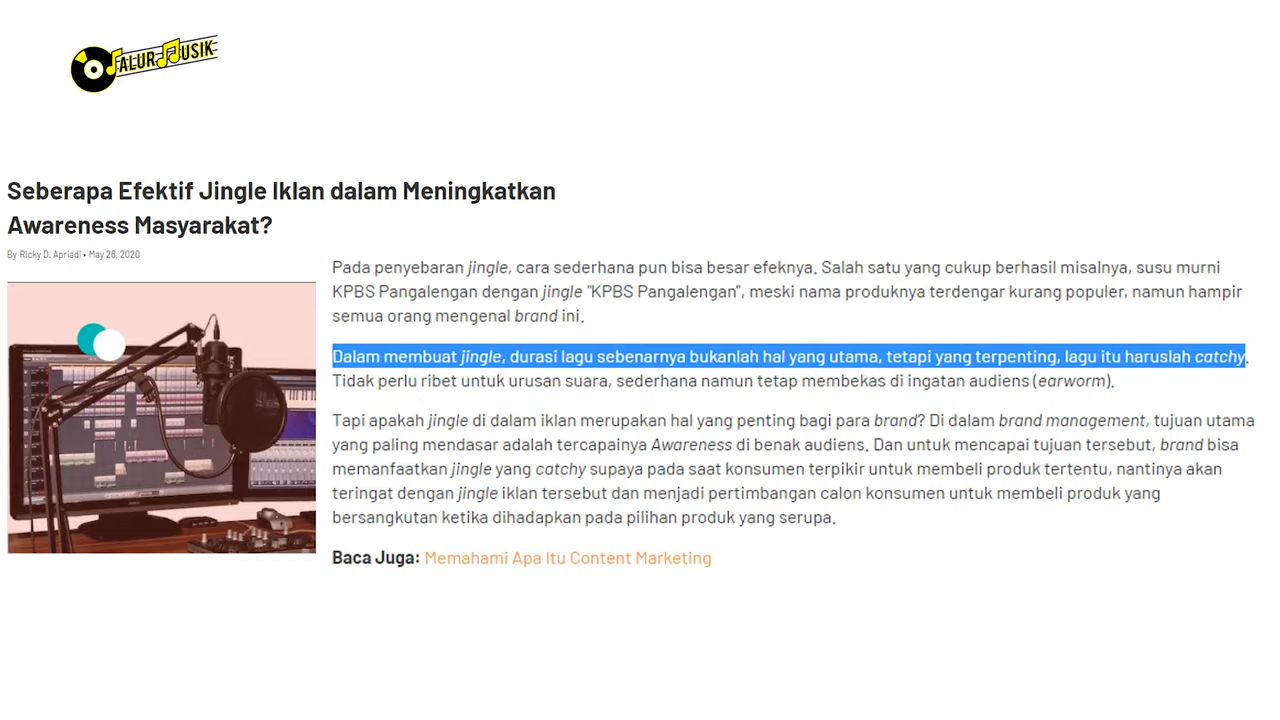 JALUR MUSIK
Seberapa Efektif Jingle Iklan dalam Meningkatkan
Awareness Masyarakat?
By Ricky D. Apriadi • May 26, 2020
Pada penyebaran jingle, cara sederhana pun bisa besar efeknya. Salah satu yang cukup berhasil misalnya, susu murni
KPBS Pangalengan dengan jingle "KPBS Pangalengan", meski nama produknya terdengar kurang populer, namun hampir
semua orang mengenal brand ini.
Dalam membuat jingle, durasi lagu sebenarnya bukanlah hal yang utama, tetapi yang terpenting, lagu itu haruslah catchy.
Tidak perlu ribet untuk urusan suara, sederhana namun tetap membekas di ingatan audiens (earworm).
Tapi apakah jingle di dalam iklan merupakan hal yang penting bagi para brand? Di dalam brand management, tujuan utama
yang paling mendasar adalah tercapainya Awareness di benak audiens. Dan untuk mencapai tujuan tersebut, brand bisa
memanfaatkan jingle yang catchy supaya pada saat konsumen terpikir untuk membeli produk tertentu, nantinya akan
teringat dengan jingle iklan tersebut dan menjadi pertimbangan calon konsumen untuk membeli produk yang
bersangkutan ketika dihadapkan pada pilihan produk yang serupa.
Baca Juga: Memahami Apa Itu Content Marketing